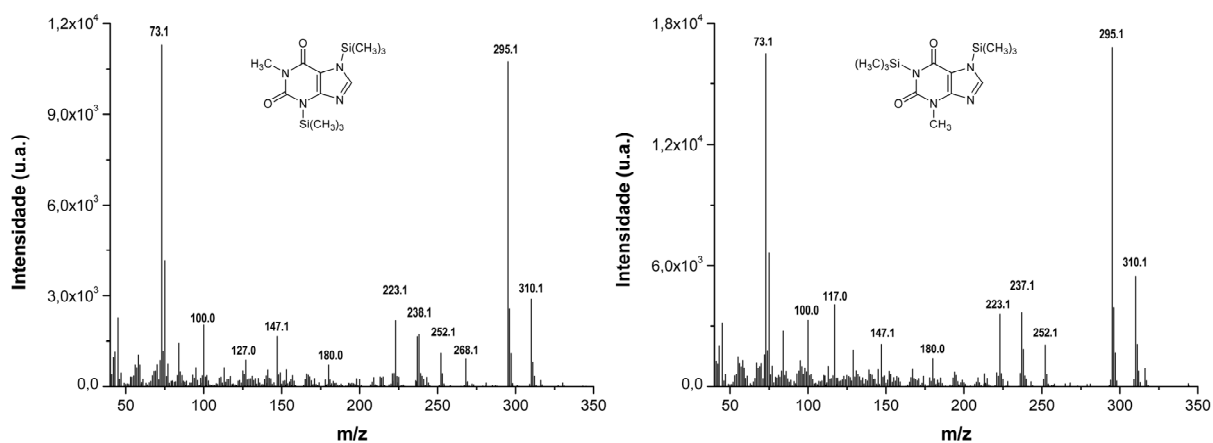 1,2x10⁴
9,0x10³
6,0x10³
3,0x10³
0,0
Intensidade (u.a.)
50
100
150
200
250
300
350
m/z
73.1
100.0
127.0
147.1
180.0
223.1
238.1
252.1
268.1
295.1
310.1
Si(CH₃)₃
O
H₃C
N
N
O
N
N
Si(CH₃)₃
1,8x10⁴
1,2x10⁴
6,0x10³
0,0
Intensidade (u.a.)
50
100
150
200
250
300
350
m/z
73.1
100.0
117.0
147.1
180.0
223.1
237.1
252.1
295.1
310.1
O
Si(CH₃)₃
(H₃C)₃Si
N
N
O
N
N
CH₃